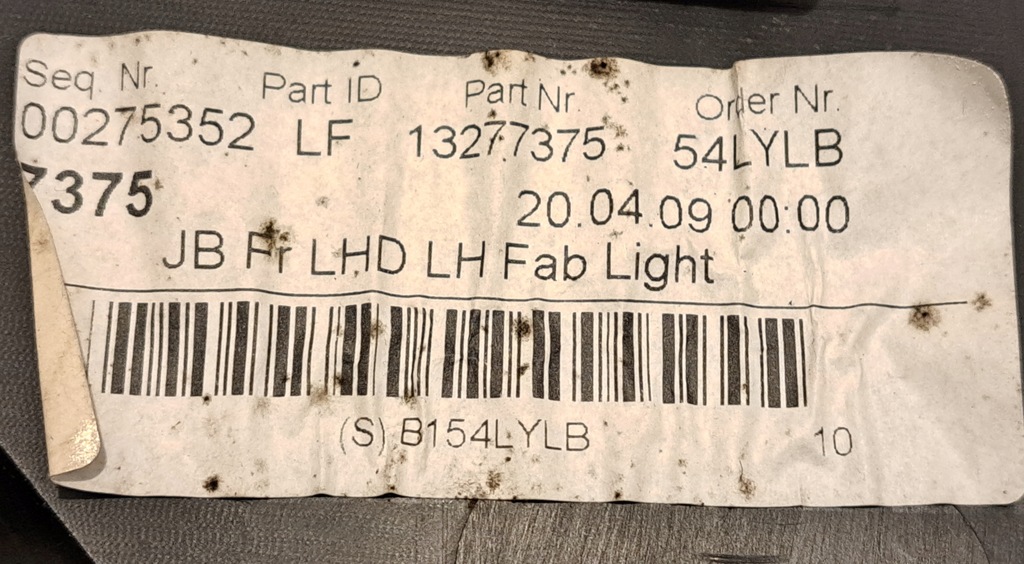 Seq. Nr. Part ID Part Nr. Order Nr.
00275352 LF 13277375 54LYLB
7375 20.04.09 00:00
JB Fr LHD LH Fab Light
(S) B154LYLB 10